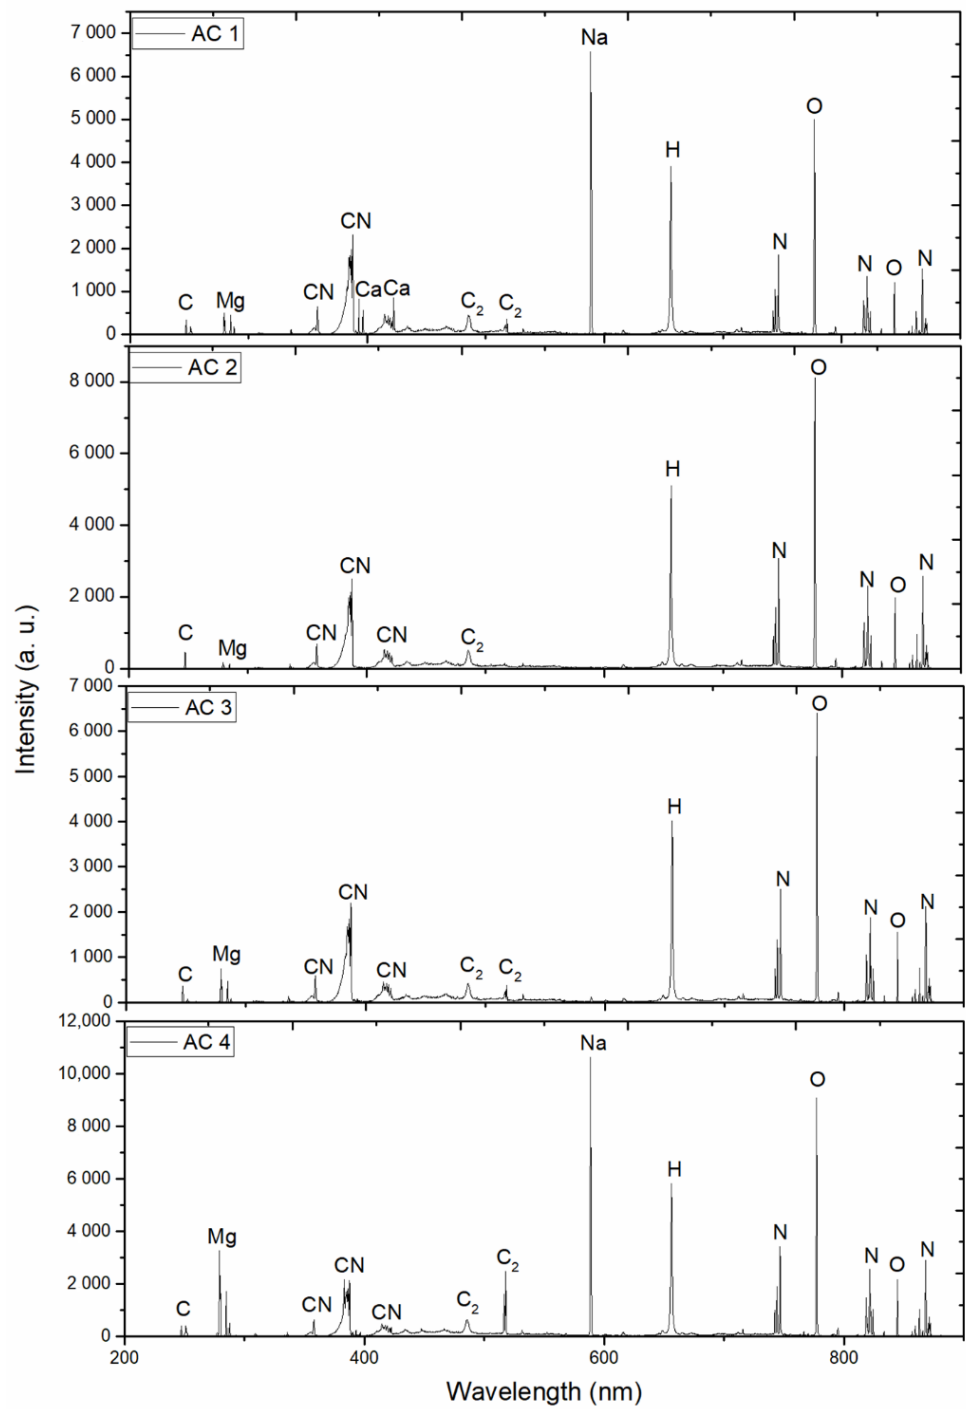 AC 1
7 000
6 000
5 000
4 000
3 000
2 000
1 000
0
C
Mg
CN
CN
Ca
Ca
C2
C2
Na
H
N
O
N
O
N
AC 2
8 000
6 000
4 000
2 000
0
C
Mg
CN
CN
CN
C2
H
N
O
N
O
N
AC 3
7 000
6 000
5 000
4 000
3 000
2 000
1 000
0
C
Mg
CN
CN
CN
C2
C2
H
N
O
N
O
N
AC 4
12,000
10,000
8 000
6 000
4 000
2 000
0
C
Mg
CN
CN
CN
C2
C2
Na
H
N
O
N
O
N
200
400
600
800
Wavelength (nm)
Intensity (a. u.)